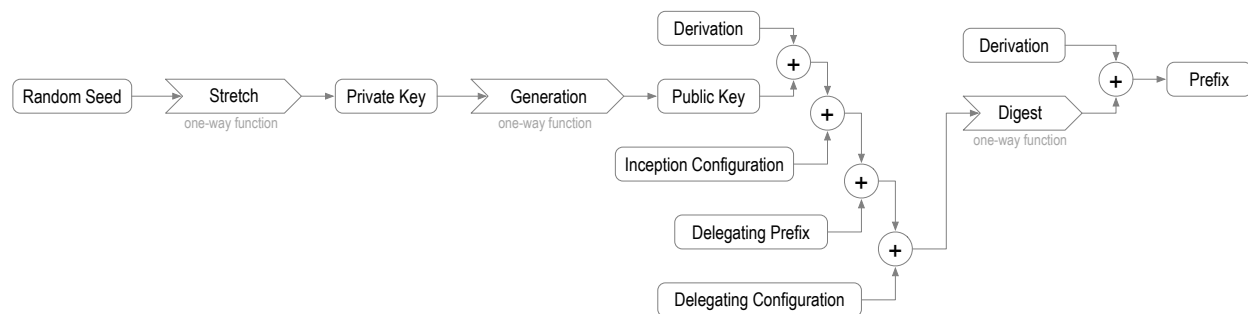 Derivation
+
Derivation
+
Prefix
Random Seed
Stretch
one-way function
Private Key
Generation
one-way function
Public Key
+
Digest
one-way function
Inception Configuration
+
Delegating Prefix
+
Delegating Configuration